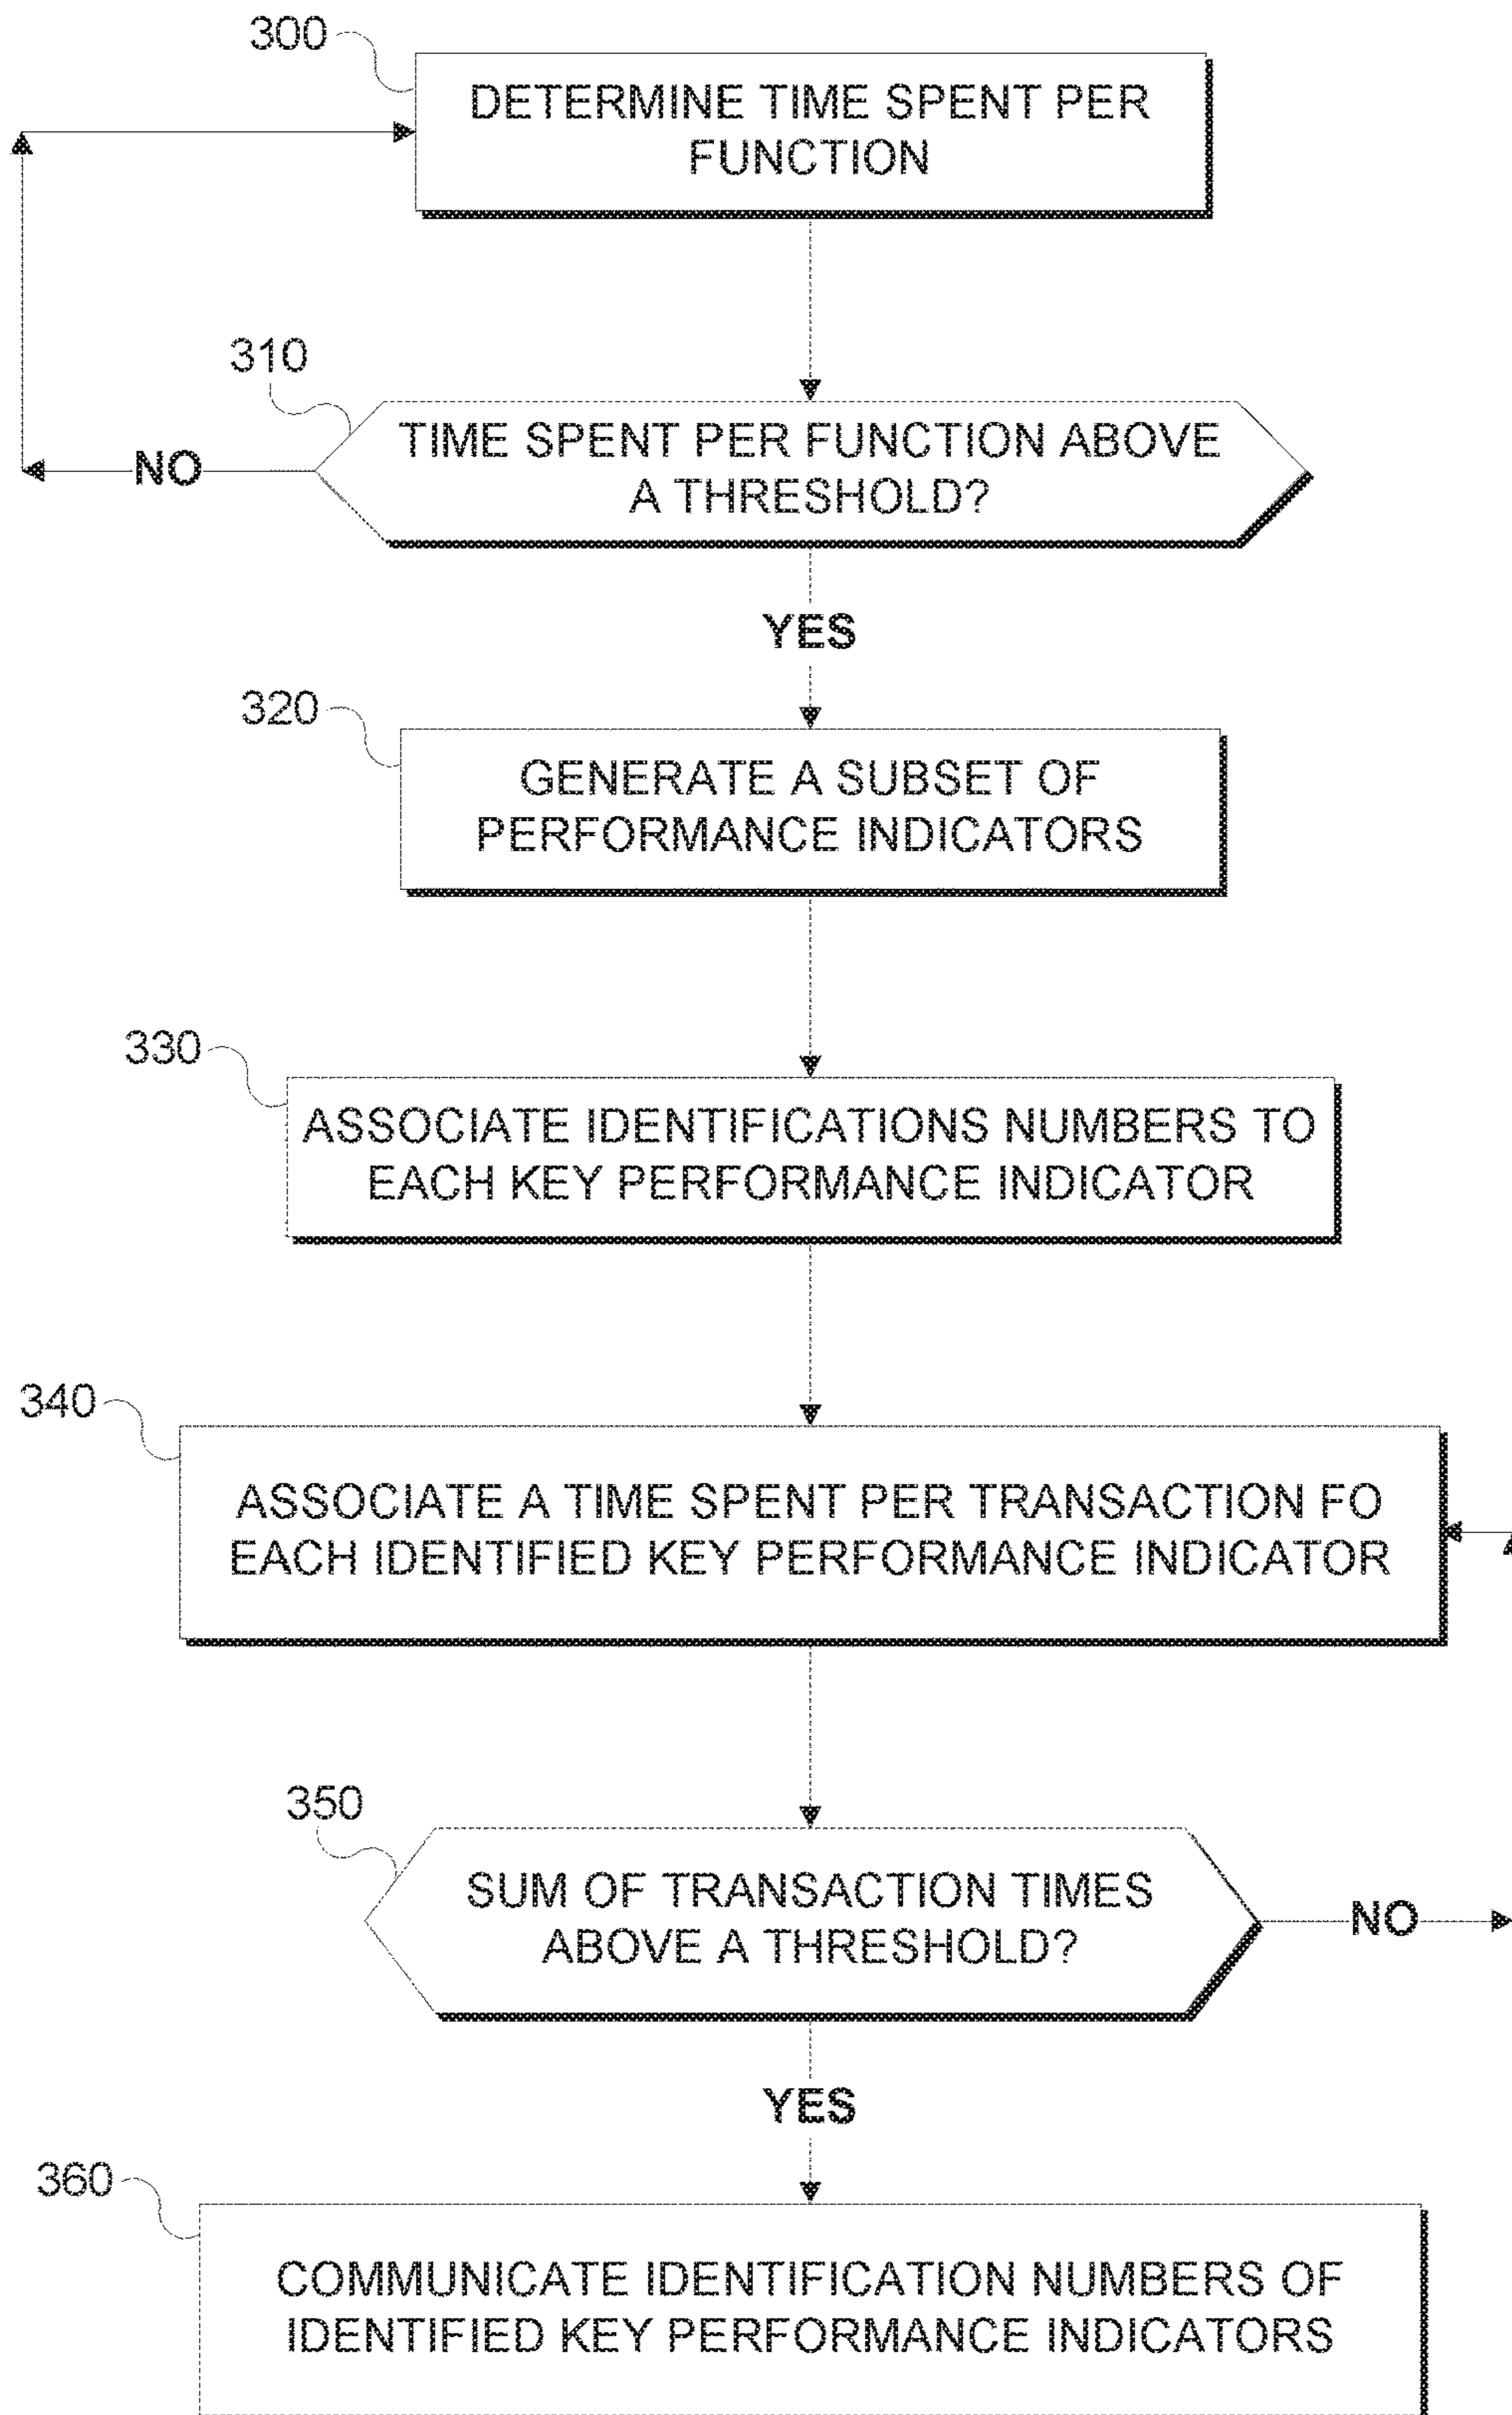 300
DETERMINE TIME SPENT PER
FUNCTION
310
TIME SPENT PER FUNCTION ABOVE
A THRESHOLD?
NO
YES
320
GENERATE A SUBSET OF
PERFORMANCE INDICATORS
330
ASSOCIATE IDENTIFICATIONS NUMBERS TO
EACH KEY PERFORMANCE INDICATOR
340
ASSOCIATE A TIME SPENT PER TRANSACTION FO
EACH IDENTIFIED KEY PERFORMANCE INDICATOR
350
SUM OF TRANSACTION TIMES
ABOVE A THRESHOLD?
NO
YES
360
COMMUNICATE IDENTIFICATION NUMBERS OF
IDENTIFIED KEY PERFORMANCE INDICATORS